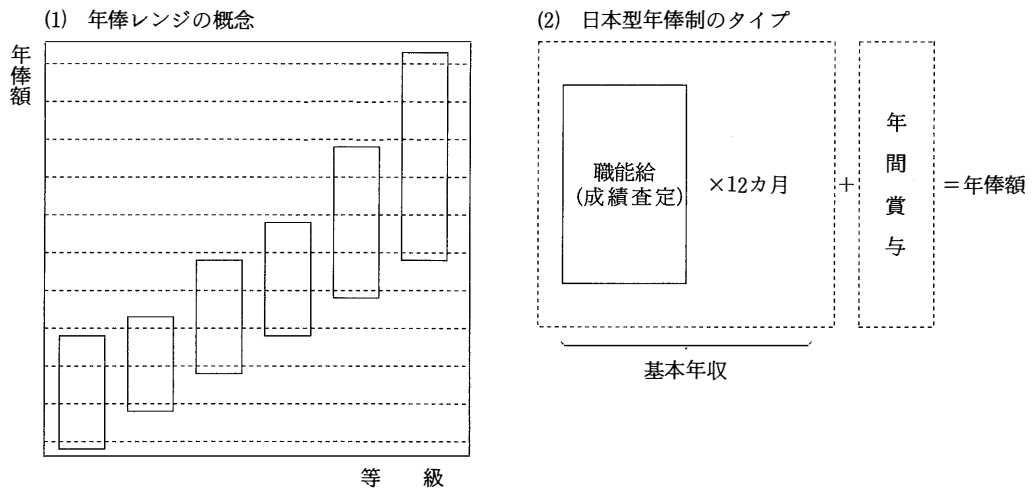 (1) 年俸レンジの概念
年俸額
等 級
(2) 日本型年俸制のタイプ
職能給
(成績査定)
×12カ月
+
年間賞与
=年俸額
基本年収